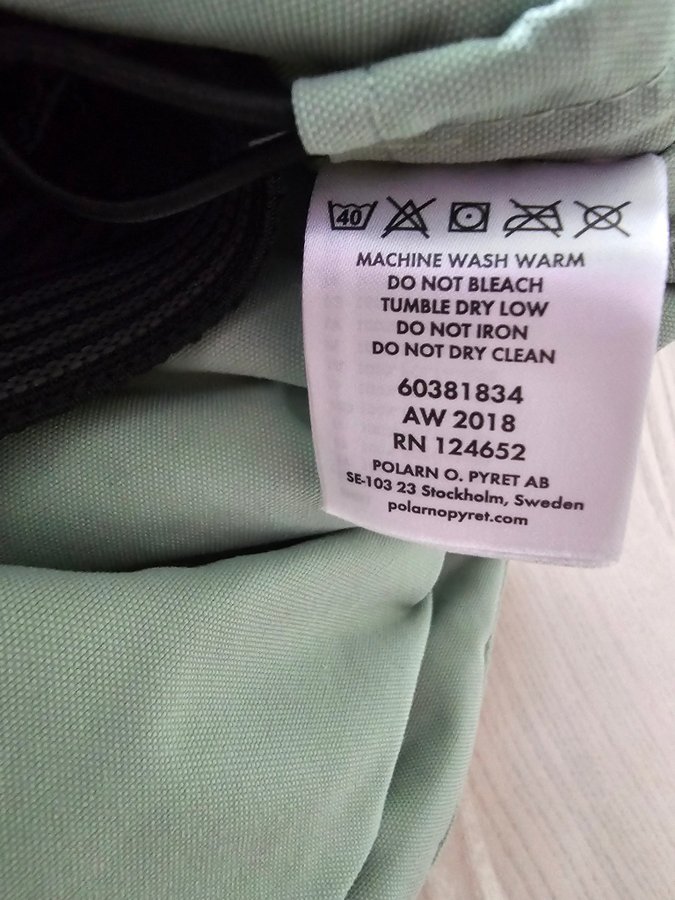 40
MACHINE WASH WARM
DO NOT BLEACH
TUMBLE DRY LOW
DO NOT IRON
DO NOT DRY CLEAN
60381834
AW 2018
RN 124652
POLARN O. PYRET AB
SE-103 23 Stockholm, Sweden
polarnopyret.com